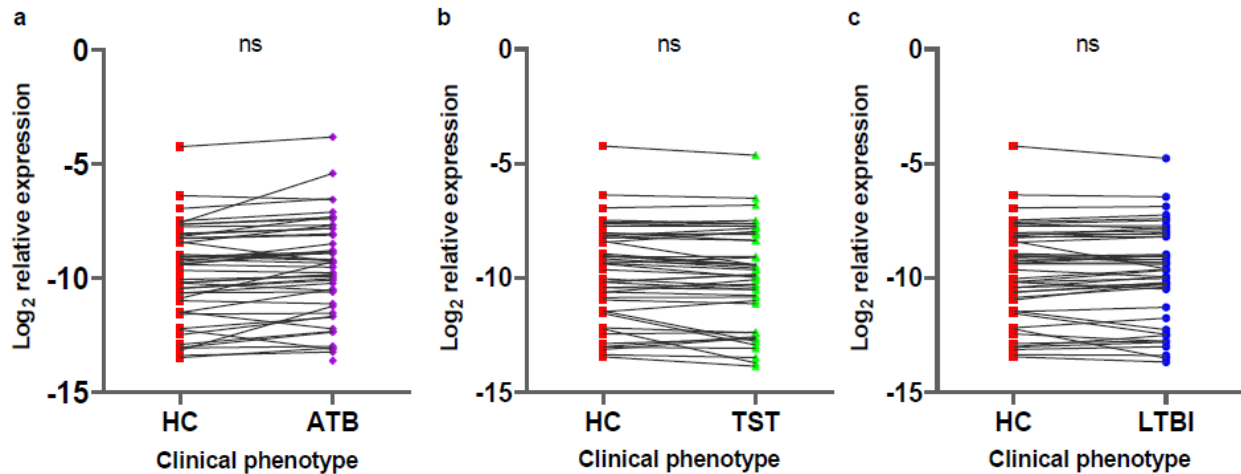 a
ns
Log2 relative expression
0
-5
-10
-15
HC
ATB
Clinical phenotype
b
ns
Log2 relative expression
0
-5
-10
-15
HC
TST
Clinical phenotype
c
ns
Log2 relative expression
0
-5
-10
-15
HC
LTBI
Clinical phenotype